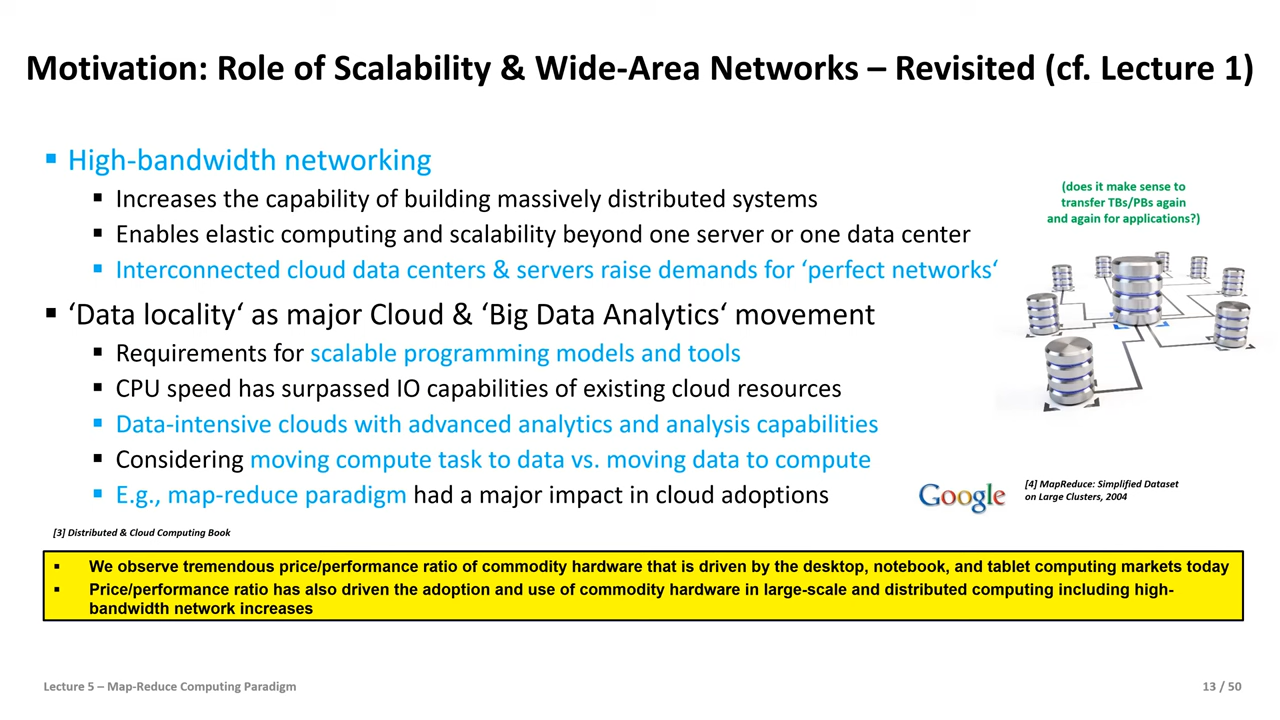 Motivation: Role of Scalability & Wide-Area Networks – Revisited (cf. Lecture 1)
▪ High-bandwidth networking
▪ Increases the capability of building massively distributed systems
▪ Enables elastic computing and scalability beyond one server or one data center
▪ Interconnected cloud data centers & servers raise demands for ‘perfect networks‘
(does it make sense to
transfer TBs/PBs again
and again for applications?)
▪ ‘Data locality‘ as major Cloud & ‘Big Data Analytics‘ movement
▪ Requirements for scalable programming models and tools
▪ CPU speed has surpassed IO capabilities of existing cloud resources
▪ Data-intensive clouds with advanced analytics and analysis capabilities
▪ Considering moving compute task to data vs. moving data to compute
▪ E.g., map-reduce paradigm had a major impact in cloud adoptions
Google
[4] MapReduce: Simplified Dataset
on Large Clusters, 2004
[3] Distributed & Cloud Computing Book
▪ We observe tremendous price/performance ratio of commodity hardware that is driven by the desktop, notebook, and tablet computing markets today
▪ Price/performance ratio has also driven the adoption and use of commodity hardware in large-scale and distributed computing including high-
bandwidth network increases
Lecture 5 – Map-Reduce Computing Paradigm
13 / 50